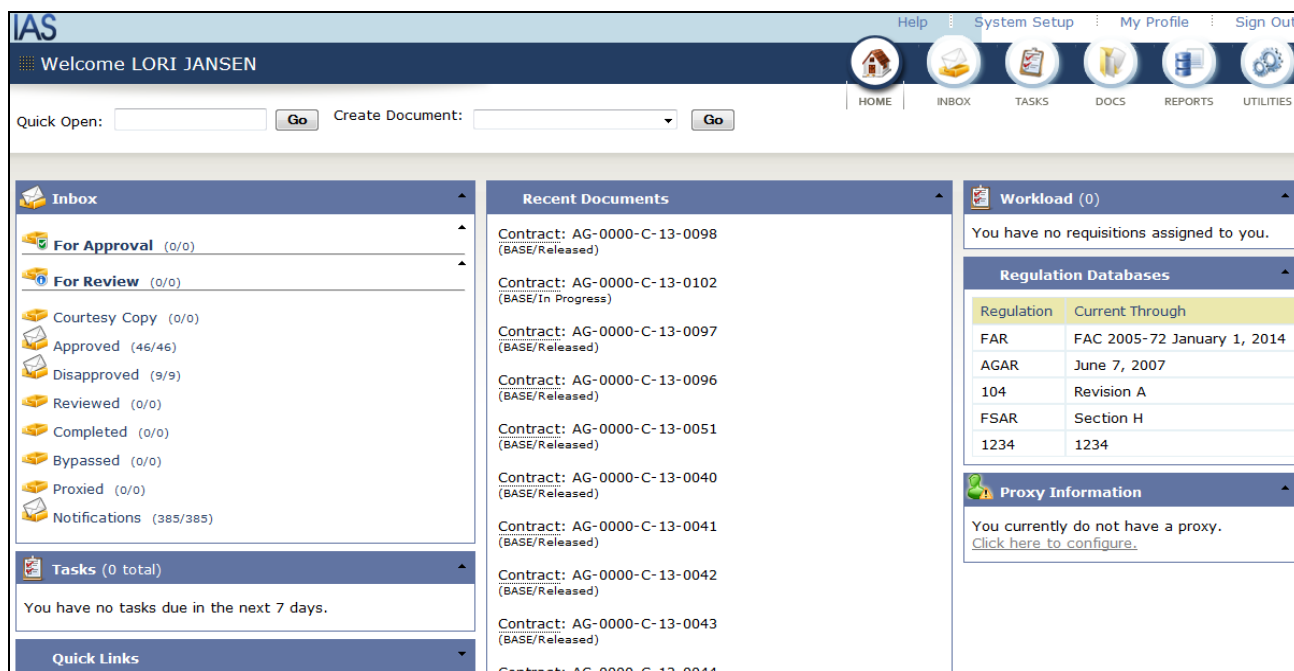 IAS
Help System Setup My Profile Sign Out
Welcome LORI JANSEN
HOME INBOX TASKS DOCS REPORTS UTILITIES
Quick Open: Go Create Document: Go
Inbox
For Approval (0/0)
For Review (0/0)
Courtesy Copy (0/0)
Approved (46/46)
Disapproved (9/9)
Reviewed (0/0)
Completed (0/0)
Bypassed (0/0)
Proxied (0/0)
Notifications (385/385)
Tasks (0 total)
You have no tasks due in the next 7 days.
Quick Links
Recent Documents
Contract: AG-0000-C-13-0098
(BASE/Released)
Contract: AG-0000-C-13-0102
(BASE/In Progress)
Contract: AG-0000-C-13-0097
(BASE/Released)
Contract: AG-0000-C-13-0096
(BASE/Released)
Contract: AG-0000-C-13-0051
(BASE/Released)
Contract: AG-0000-C-13-0040
(BASE/Released)
Contract: AG-0000-C-13-0041
(BASE/Released)
Contract: AG-0000-C-13-0042
(BASE/Released)
Contract: AG-0000-C-13-0043
(BASE/Released)
Workload (0)
You have no requisitions assigned to you.
Regulation Databases
Regulation Current Through
FAR FAC 2005-72 January 1, 2014
AGAR June 7, 2007
104 Revision A
FSAR Section H
1234 1234
Proxy Information
You currently do not have a proxy.
Click here to configure.